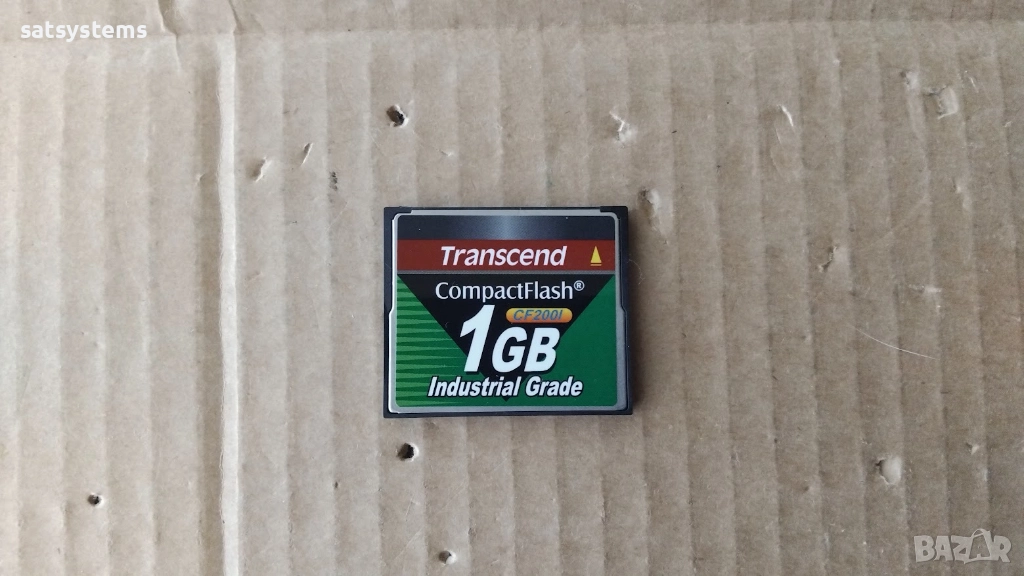 satsystems
Transcend
CompactFlash®
CF200I
1GB
Industrial Grade
BAZAR